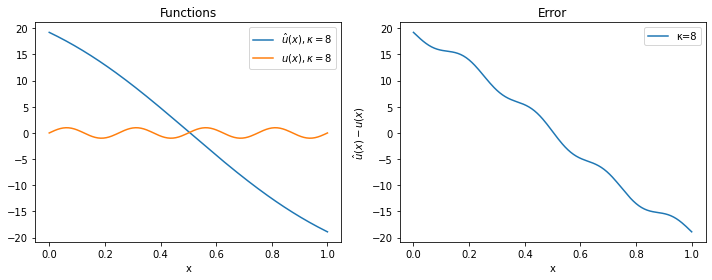 Functions
20
15
10
5
0
−5
−10
−15
−20
0.0 0.2 0.4 0.6 0.8 1.0
x
û(x), κ = 8
u(x), κ = 8
Error
û(x) − u(x)
20
15
10
5
0
−5
−10
−15
−20
0.0 0.2 0.4 0.6 0.8 1.0
x
κ=8